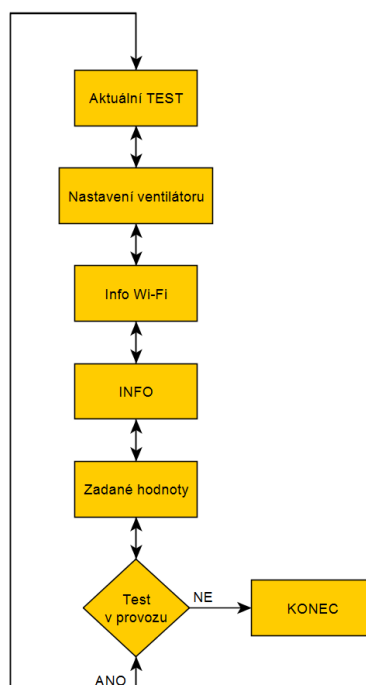 Aktuální TEST
Nastavení ventilátoru
Info Wi-Fi
INFO
Zadané hodnoty
Test
v provozu
NE
KONEC
ANO